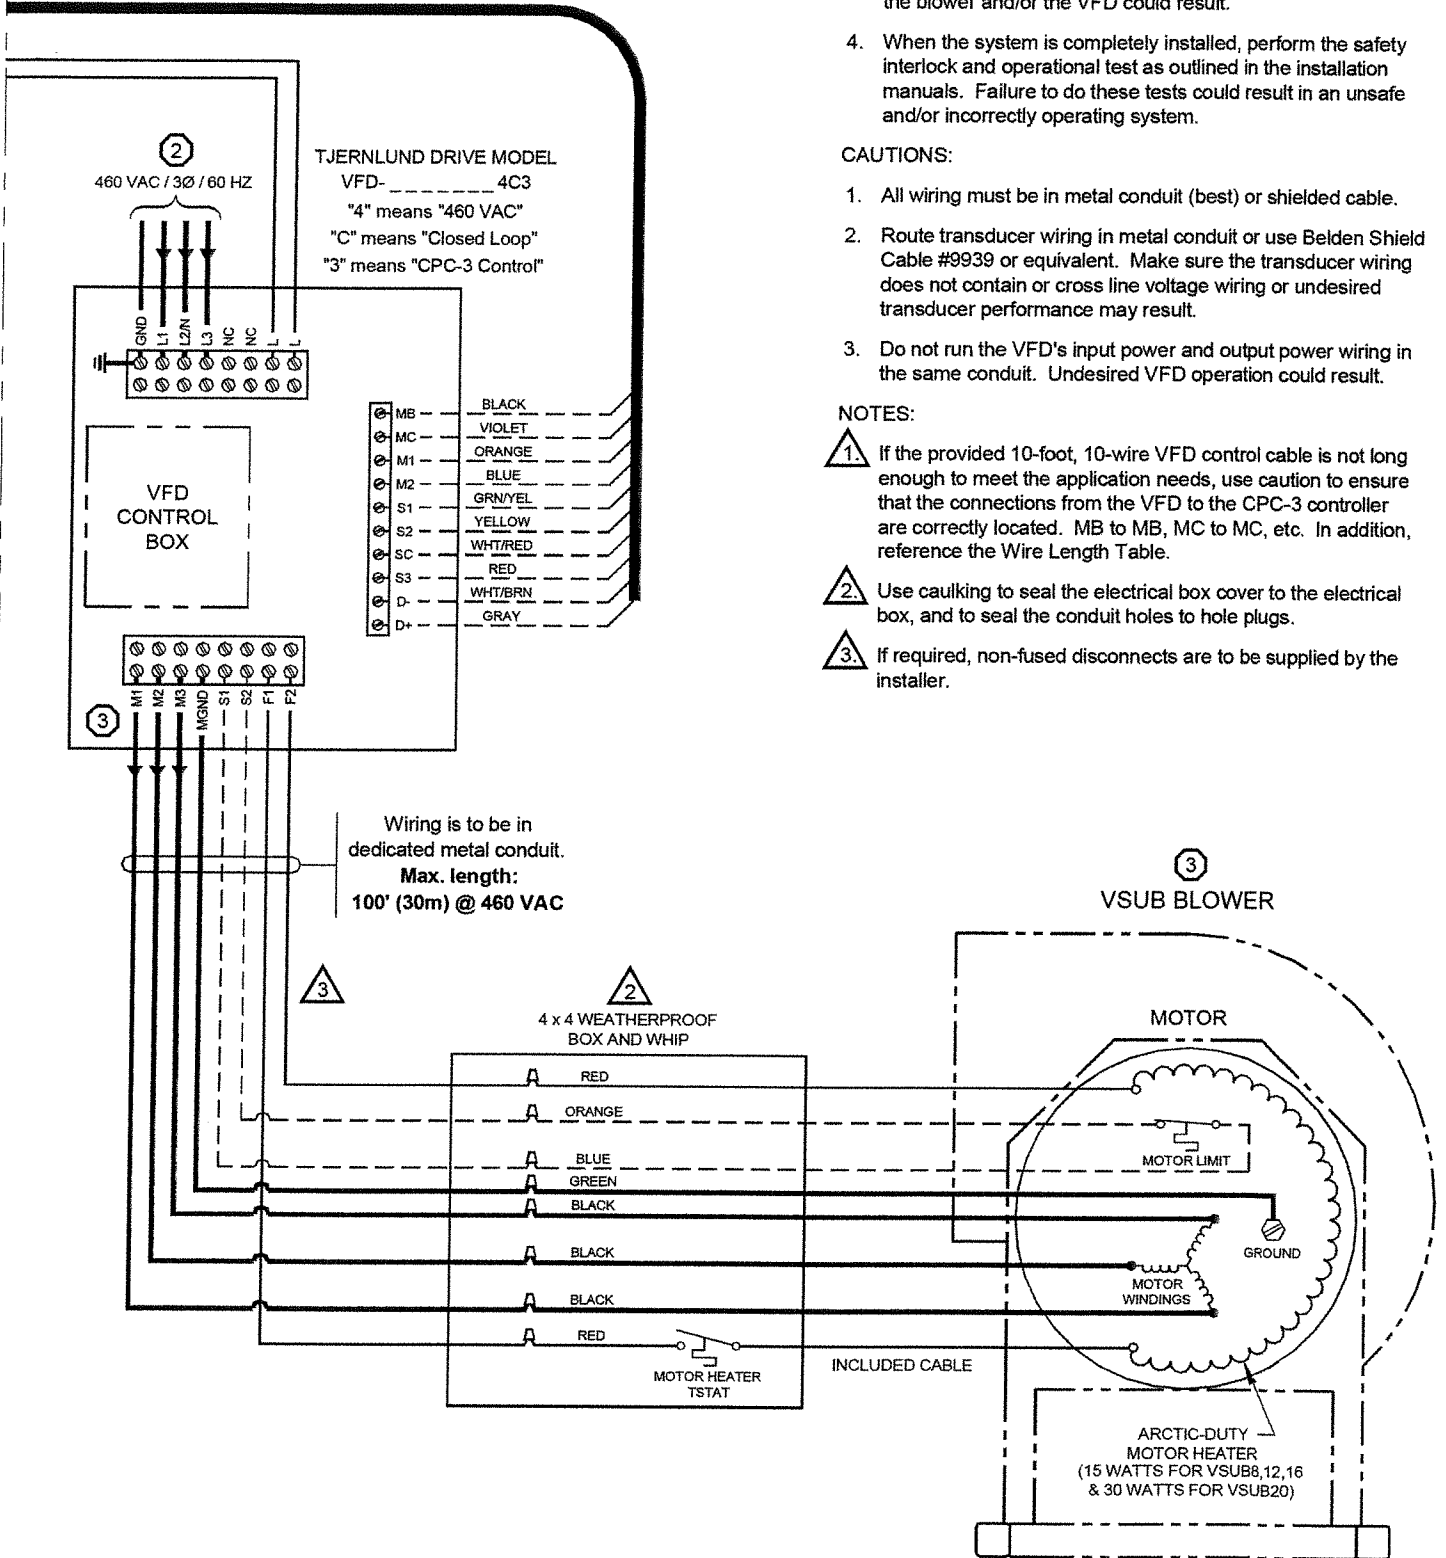 the blower and/or the VFD could result.
4. When the system is completely installed, perform the safety
interlock and operational test as outlined in the installation
manuals. Failure to do these tests could result in an unsafe
and/or incorrectly operating system.
CAUTIONS:
1. All wiring must be in metal conduit (best) or shielded cable.
2. Route transducer wiring in metal conduit or use Belden Shield
Cable #9939 or equivalent. Make sure the transducer wiring
does not contain or cross line voltage wiring or undesired
transducer performance may result.
3. Do not run the VFD's input power and output power wiring in
the same conduit. Undesired VFD operation could result.
NOTES:
1. If the provided 10-foot, 10-wire VFD control cable is not long
enough to meet the application needs, use caution to ensure
that the connections from the VFD to the CPC-3 controller
are correctly located. MB to MB, MC to MC, etc. In addition,
reference the Wire Length Table.
2. Use caulking to seal the electrical box cover to the electrical
box, and to seal the conduit holes to hole plugs.
3. If required, non-fused disconnects are to be supplied by the
installer.
2
460 VAC / 3Ø / 60 HZ
TJERNLUND DRIVE MODEL
VFD-_______4C3
"4" means "460 VAC"
"C" means "Closed Loop"
"3" means "CPC-3 Control"
GND
L1
L2/N
L3
NC
NC
L
L
MB BLACK
MC VIOLET
M1 ORANGE
M2 BLUE
S1 GRN/YEL
S2 YELLOW
SC WHT/RED
S3 RED
D- WHT/BRN
D+ GRAY
VFD
CONTROL
BOX
M1
M2
M3
MGND
S1
S2
F1
F2
3
Wiring is to be in
dedicated metal conduit.
Max. length:
100' (30m) @ 460 VAC
3
2
4 x 4 WEATHERPROOF
BOX AND WHIP
RED
ORANGE
BLUE
GREEN
BLACK
BLACK
BLACK
RED
MOTOR HEATER
TSTAT
INCLUDED CABLE
3
VSUB BLOWER
MOTOR
MOTOR LIMIT
GROUND
MOTOR
WINDINGS
ARCTIC-DUTY
MOTOR HEATER
(15 WATTS FOR VSUB8,12,16
& 30 WATTS FOR VSUB20)